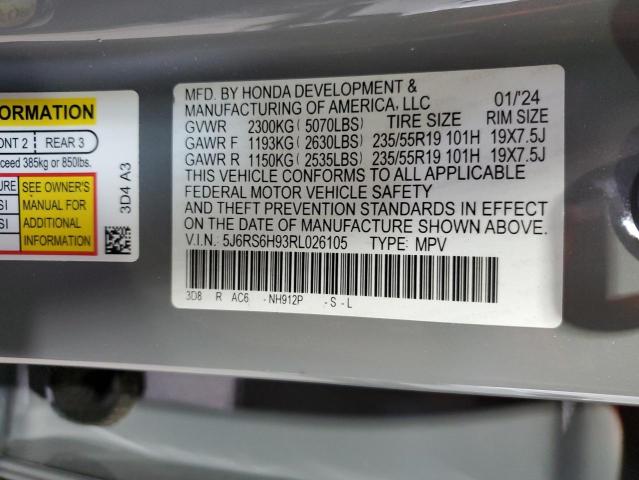 ORMATION
ONT 2 REAR 3
ceed 385kg or 850lbs.
URE SEE OWNER'S
SI MANUAL FOR
ADDITIONAL
SI INFORMATION
3D4 A3
MFD. BY HONDA DEVELOPMENT &
MANUFACTURING OF AMERICA, LLC 01/'24
GVWR 2300KG (5070LBS) TIRE SIZE RIM SIZE
GAWR F 1193KG (2630LBS) 235/55R19 101H 19X7.5J
GAWR R 1150KG (2535LBS) 235/55R19 101H 19X7.5J
THIS VEHICLE CONFORMS TO ALL APPLICABLE
FEDERAL MOTOR VEHICLE SAFETY
AND THEFT PREVENTION STANDARDS IN EFFECT
ON THE DATE OF MANUFACTURE SHOWN ABOVE.
V.I.N: 5J6RS6H93RL026105 TYPE: MPV
3D8 R AC6 -NH912P -S-L